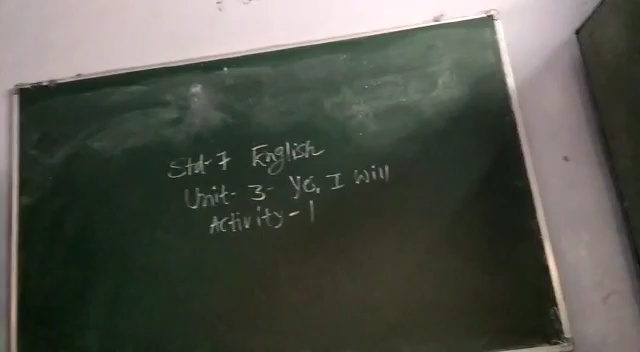 Std-7 English
Unit-3- Yes, I will
Activity-1